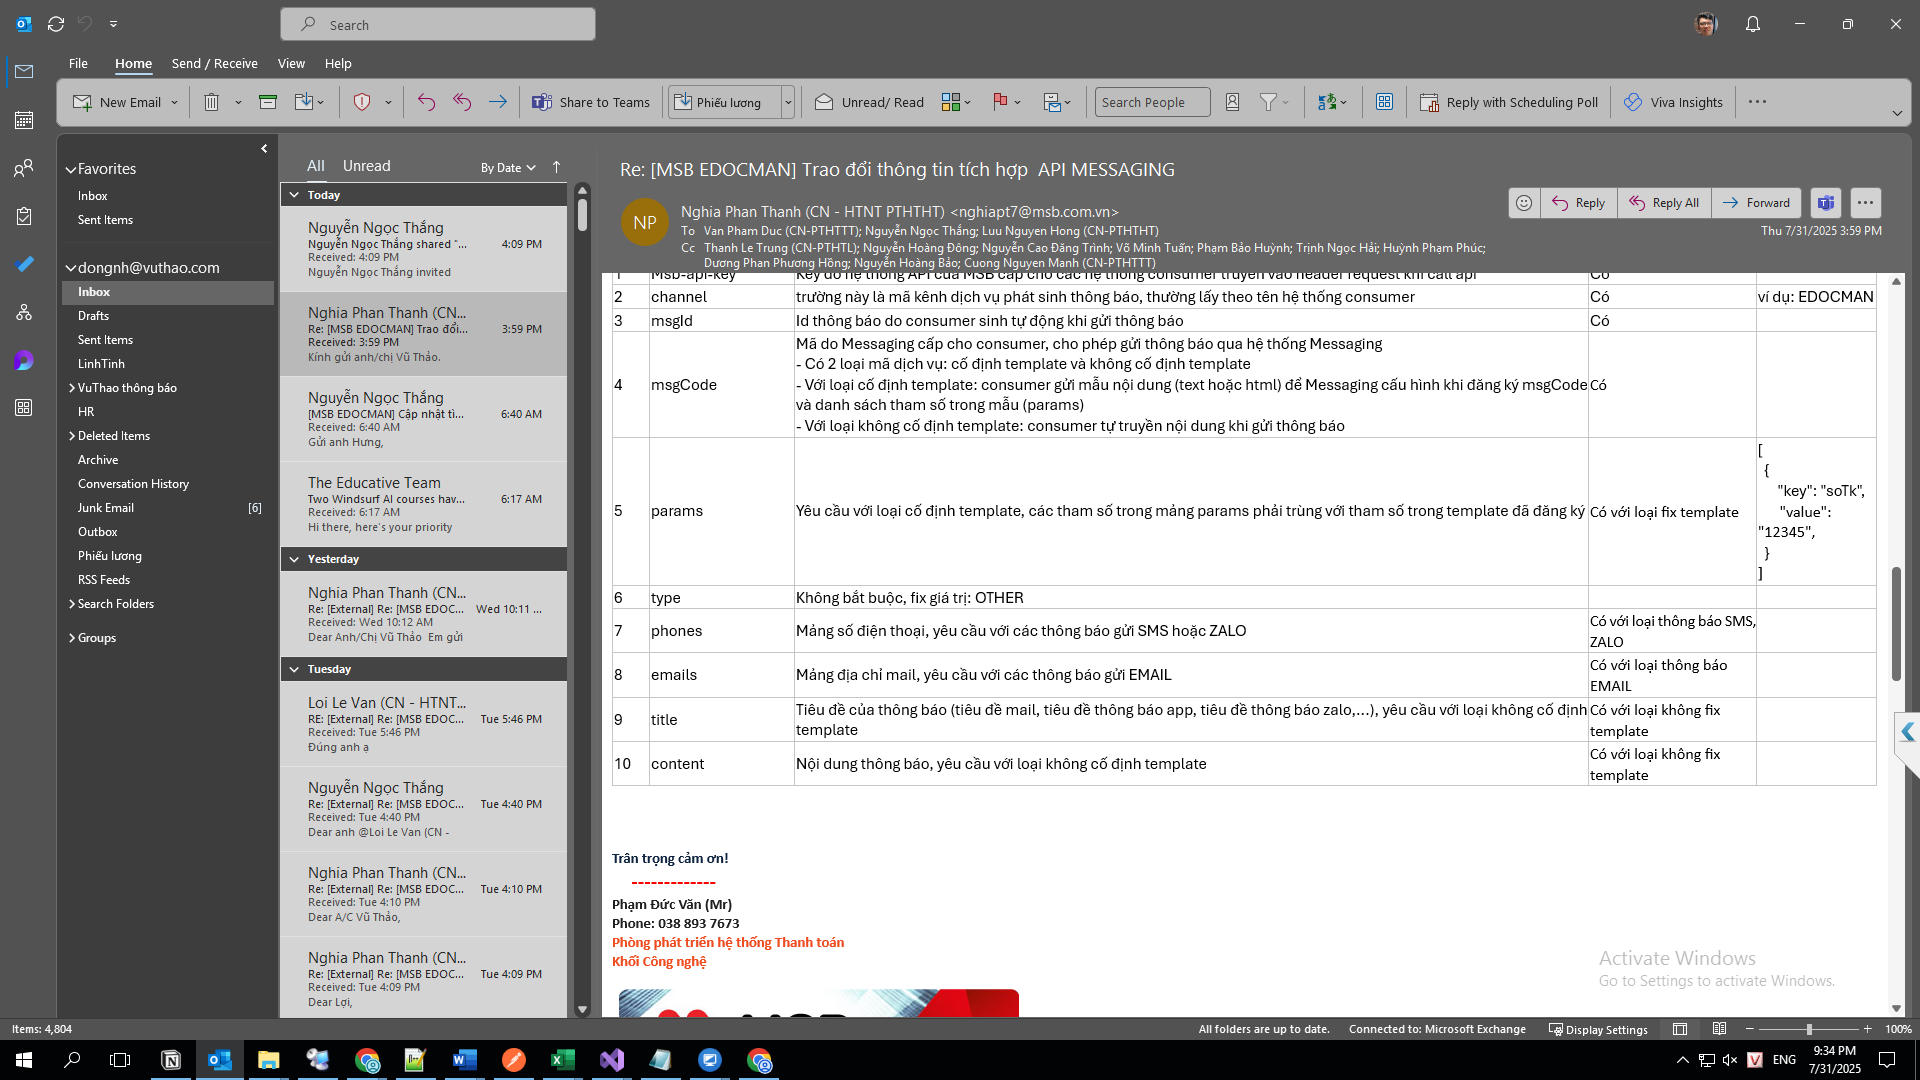 Search
File Home Send / Receive View Help
New Email Share to Teams Phiếu lương Unread/ Read Search People Reply with Scheduling Poll Viva Insights
Favorites
Inbox
Sent Items
dongnh@vuthao.com
Inbox
Drafts
Sent Items
LinhTinh
VuThao thông báo
HR
Deleted Items
Archive
Conversation History
Junk Email [6]
Outbox
Phiếu lương
RSS Feeds
Search Folders
Groups
All Unread By Date
Today
Nguyễn Ngọc Thắng
Nguyễn Ngọc Thắng shared "... 4:09 PM
Received: 4:09 PM
Nguyễn Ngọc Thắng invited
Nghia Phan Thanh (CN...
Re: [MSB EDOCMAN] Trao đổi... 3:59 PM
Received: 3:59 PM
Kính gửi anh/chị Vũ Thảo.
Nguyễn Ngọc Thắng
[MSB EDOCMAN] Cập nhật tì... 6:40 AM
Received: 6:40 AM
Gửi anh Hưng,
The Educative Team
Two Windsurf AI courses hav... 6:17 AM
Received: 6:17 AM
Hi there, here's your priority
Yesterday
Nghia Phan Thanh (CN...
Re: [External] Re: [MSB EDOC... Wed 10:11 ...
Received: Wed 10:12 AM
Dear Anh/Chị Vũ Thảo Em gửi
Tuesday
Loi Le Van (CN - HTNT...
RE: [External] Re: [MSB EDOC... Tue 5:46 PM
Received: Tue 5:46 PM
Đúng anh ạ
Nguyễn Ngọc Thắng
Re: [External] Re: [MSB EDOC... Tue 4:40 PM
Received: Tue 4:40 PM
Dear anh @Loi Le Van (CN -
Nghia Phan Thanh (CN...
Re: [External] Re: [MSB EDOC... Tue 4:10 PM
Received: Tue 4:10 PM
Dear A/C Vũ Thảo,
Nghia Phan Thanh (CN...
Re: [External] Re: [MSB EDOC... Tue 4:09 PM
Received: Tue 4:09 PM
Dear Lợi,
Re: [MSB EDOCMAN] Trao đổi thông tin tích hợp API MESSAGING
NP
Nghia Phan Thanh (CN - HTNT PTHTHT) <nghiapt7@msb.com.vn>
To Van Pham Duc (CN-PTHTTT); Nguyễn Ngọc Thắng; Luu Nguyen Hong (CN-PTHTHT)
Cc Thanh Le Trung (CN-PTHTL); Nguyễn Hoàng Đông; Nguyễn Cao Đăng Trình; Võ Minh Tuấn; Phạm Bảo Huỳnh; Trịnh Ngọc Hải; Huỳnh Phạm Phúc;
Dương Phan Phương Hồng; Nguyễn Hoàng Bảo; Cuong Nguyen Manh (CN-PTHTTT)
Reply Reply All Forward
Thu 7/31/2025 3:59 PM
1 Msb-api-key Key do hệ thống API của MSB cấp cho các hệ thống consumer truyền vào header request khi call api Có
2 channel trường này là mã kênh dịch vụ phát sinh thông báo, thường lấy theo tên hệ thống consumer Có ví dụ: EDOCMAN
3 msgId Id thông báo do consumer sinh tự động khi gửi thông báo Có
4 msgCode Mã do Messaging cấp cho consumer, cho phép gửi thông báo qua hệ thống Messaging
- Có 2 loại mã dịch vụ: cố định template và không cố định template
- Với loại cố định template: consumer gửi mẫu nội dung (text hoặc html) để Messaging cấu hình khi đăng ký msgCode Có
và danh sách tham số trong mẫu (params)
- Với loại không cố định template: consumer tự truyền nội dung khi gửi thông báo
5 params Yêu cầu với loại cố định template, các tham số trong mảng params phải trùng với tham số trong template đã đăng ký Có với loại fix template
[
{
"key": "soTk",
"value":
"12345",
}
]
6 type Không bắt buộc, fix giá trị: OTHER
7 phones Mảng số điện thoại, yêu cầu với các thông báo gửi SMS hoặc ZALO Có với loại thông báo SMS,
ZALO
8 emails Mảng địa chỉ mail, yêu cầu với các thông báo gửi EMAIL Có với loại thông báo
EMAIL
9 title Tiêu đề của thông báo (tiêu đề mail, tiêu đề thông báo app, tiêu đề thông báo zalo,...), yêu cầu với loại không cố định Có với loại không fix
template template
10 content Nội dung thông báo, yêu cầu với loại không cố định template Có với loại không fix
template
Trân trọng cảm ơn!
-------------
Phạm Đức Văn (Mr)
Phone: 038 893 7673
Phòng phát triển hệ thống Thanh toán
Khối Công nghệ
Activate Windows
Go to Settings to activate Windows.
Items: 4,804 All folders are up to date. Connected to: Microsoft Exchange Display Settings 100%
ENG 9:34 PM
7/31/2025